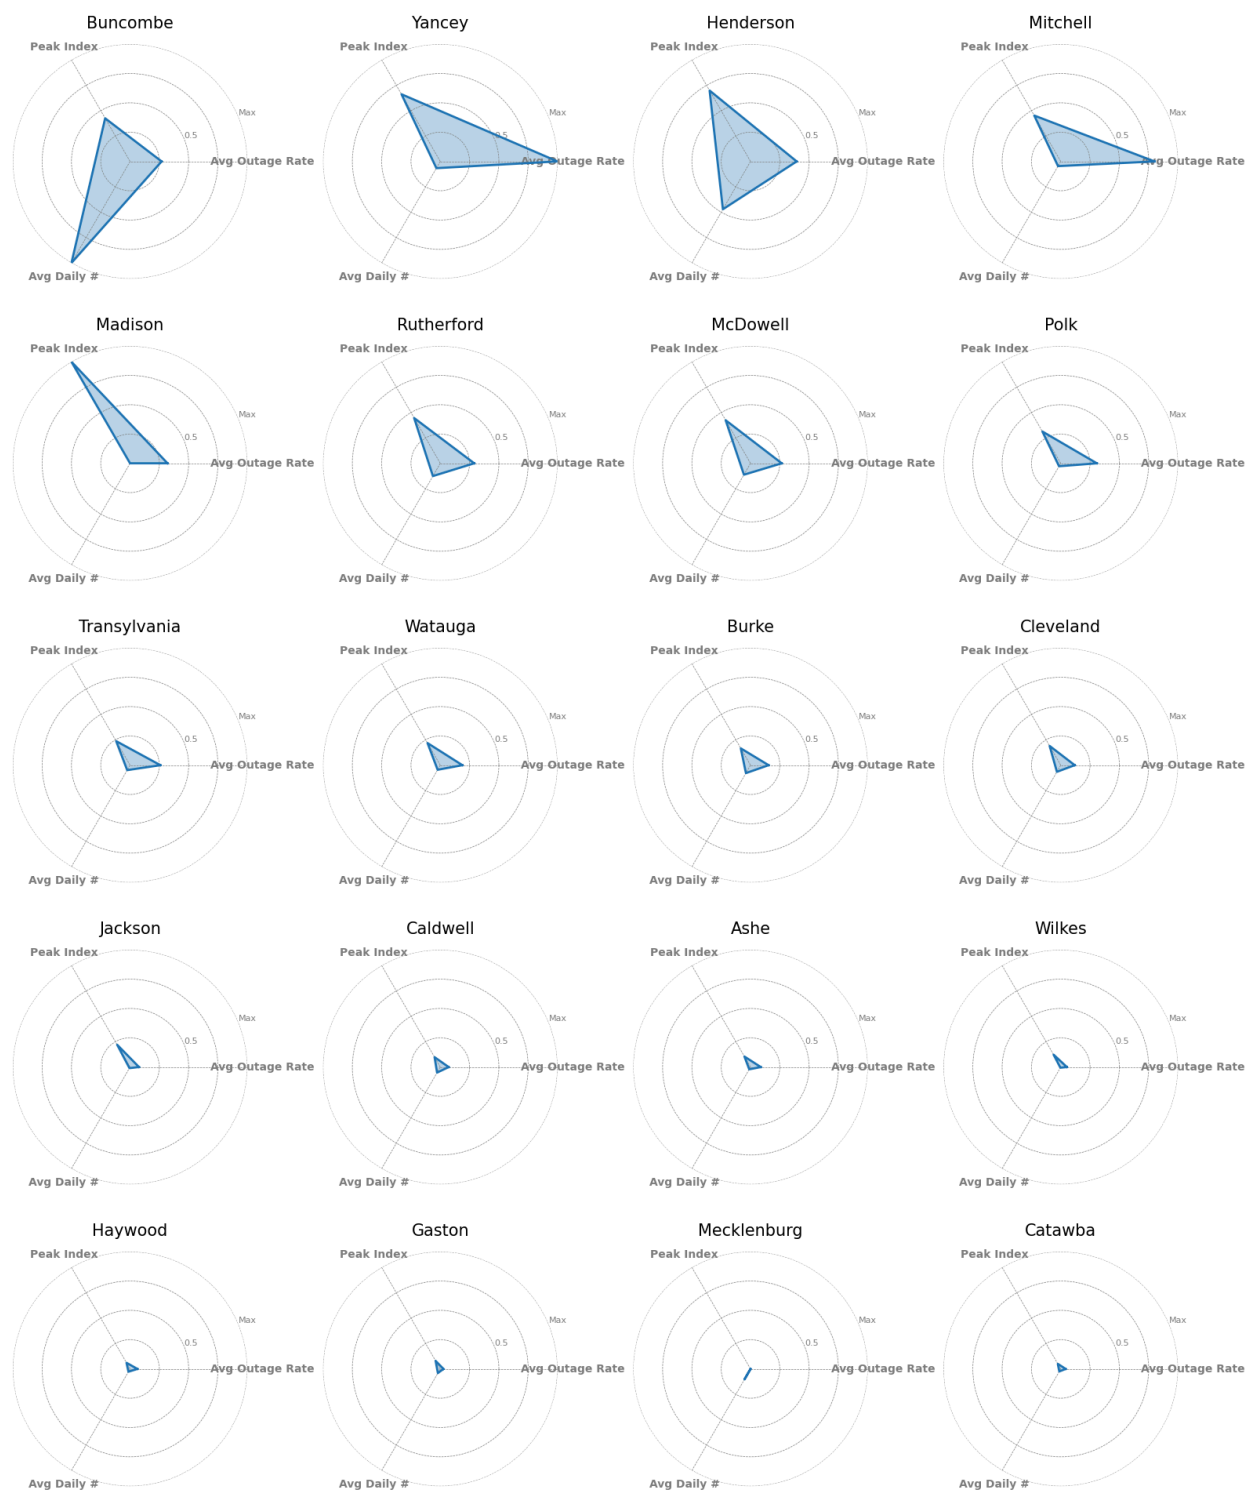 Buncombe
Peak Index
Max
0.5
Avg Outage Rate
Avg Daily #
Yancey
Peak Index
Max
0.5
Avg Outage Rate
Avg Daily #
Henderson
Peak Index
Max
0.5
Avg Outage Rate
Avg Daily #
Mitchell
Peak Index
Max
0.5
Avg Outage Rate
Avg Daily #
Madison
Peak Index
Max
0.5
Avg Outage Rate
Avg Daily #
Rutherford
Peak Index
Max
0.5
Avg Outage Rate
Avg Daily #
McDowell
Peak Index
Max
0.5
Avg Outage Rate
Avg Daily #
Polk
Peak Index
Max
0.5
Avg Outage Rate
Avg Daily #
Transylvania
Peak Index
Max
0.5
Avg Outage Rate
Avg Daily #
Watauga
Peak Index
Max
0.5
Avg Outage Rate
Avg Daily #
Burke
Peak Index
Max
0.5
Avg Outage Rate
Avg Daily #
Cleveland
Peak Index
Max
0.5
Avg Outage Rate
Avg Daily #
Jackson
Peak Index
Max
0.5
Avg Outage Rate
Avg Daily #
Caldwell
Peak Index
Max
0.5
Avg Outage Rate
Avg Daily #
Ashe
Peak Index
Max
0.5
Avg Outage Rate
Avg Daily #
Wilkes
Peak Index
Max
0.5
Avg Outage Rate
Avg Daily #
Haywood
Peak Index
Max
0.5
Avg Outage Rate
Avg Daily #
Gaston
Peak Index
Max
0.5
Avg Outage Rate
Avg Daily #
Mecklenburg
Peak Index
Max
0.5
Avg Outage Rate
Avg Daily #
Catawba
Peak Index
Max
0.5
Avg Outage Rate
Avg Daily #